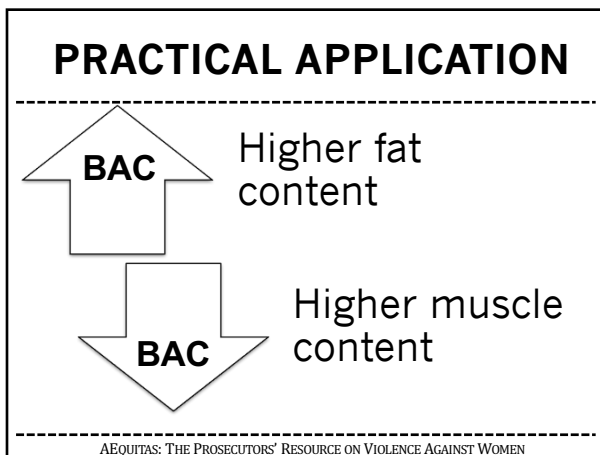 PRACTICAL APPLICATION
BAC
Higher fat
content
Higher muscle
content
BAC
AEQUITAS: THE PROSECUTORS' RESOURCE ON VIOLENCE AGAINST WOMEN